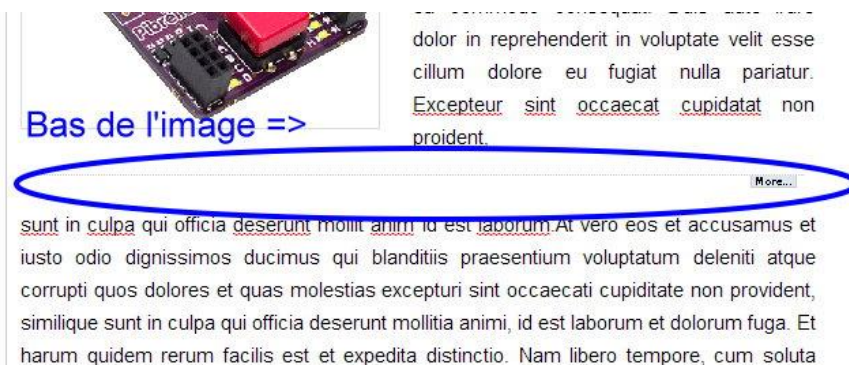 dolor in reprehenderit in voluptate velit esse
cillum dolore eu fugiat nulla pariatur.
Excepteur sint occaecat cupidatat non
proident,
Bas de l'image =>
More...
sunt in culpa qui officia deserunt mollit anim id est laborum.At vero eos et accusamus et
iusto odio dignissimos ducimus qui blanditiis praesentium voluptatum deleniti atque
corrupti quos dolores et quas molestias excepturi sint occaecati cupiditate non provident,
similique sunt in culpa qui officia deserunt mollitia animi, id est laborum et dolorum fuga. Et
harum quidem rerum facilis est et expedita distinctio. Nam libero tempore, cum soluta